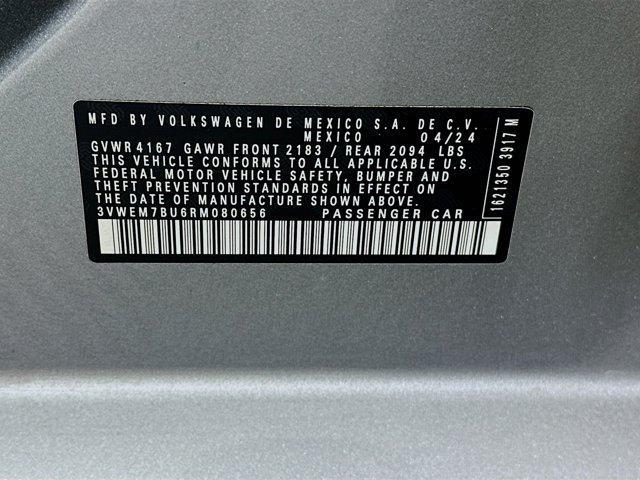 MFD BY VOLKSWAGEN DE MEXICO S.A. DE C.V.
MEXICO 04/24
GVWR 4167 GAWR FRONT 2183 / REAR 2094 LBS
THIS VEHICLE CONFORMS TO ALL APPLICABLE U.S.
FEDERAL MOTOR VEHICLE SAFETY, BUMPER AND
THEFT PREVENTION STANDARDS IN EFFECT ON
THE DATE OF MANUFACTURE SHOWN ABOVE.
3VWEM7BU6RM080656 PASSENGER CAR
1621350 3917 M